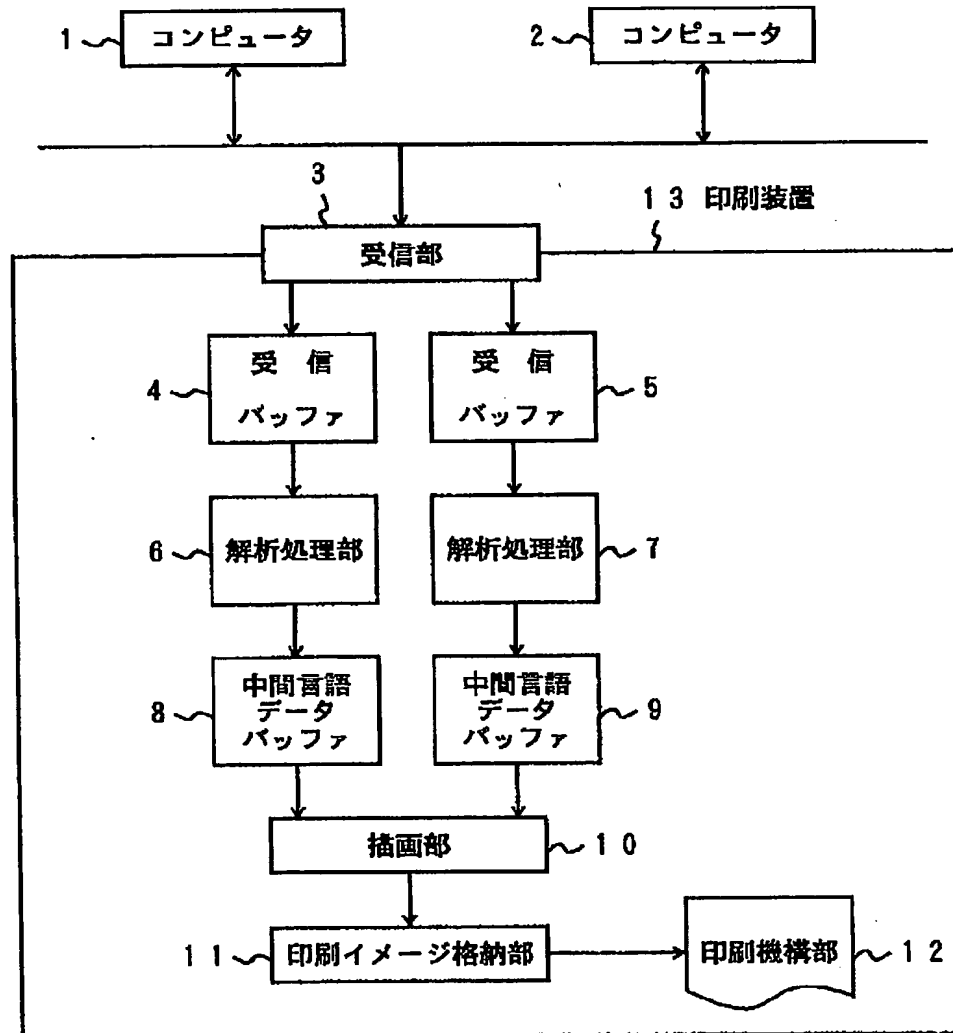 1 コンピュータ
2 コンピュータ
3
13 印刷装置
受信部
4 受信
バッファ
受信 5
バッファ
6 解析処理部
解析処理部 7
8 中間言語
データ
バッファ
中間言語 9
データ
バッファ
描画部 10
11 印刷イメージ格納部
印刷機構部 12